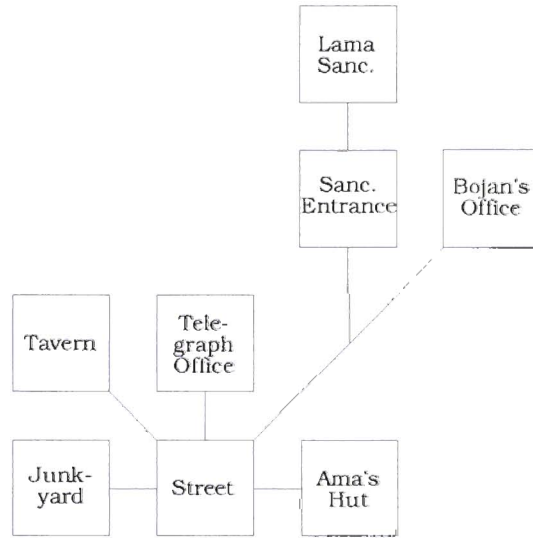 Lama
Sanc.
Sanc.
Entrance
Bojan's
Office
Tavern
Tele-
graph
Office
Junk-
yard
Street
Ama's
Hut